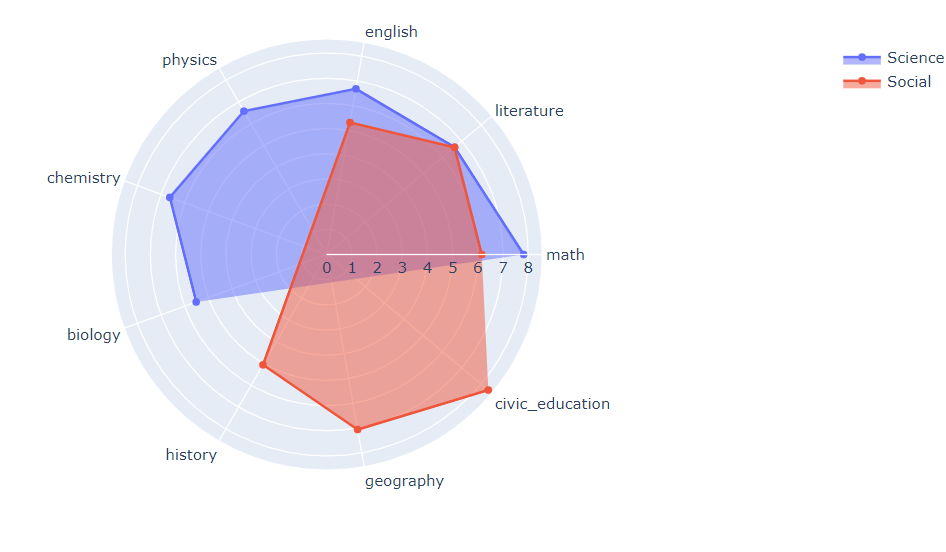 english
physics
literature
chemistry
math
0 1 2 3 4 5 6 7 8
biology
civic_education
history
geography
Science
Social